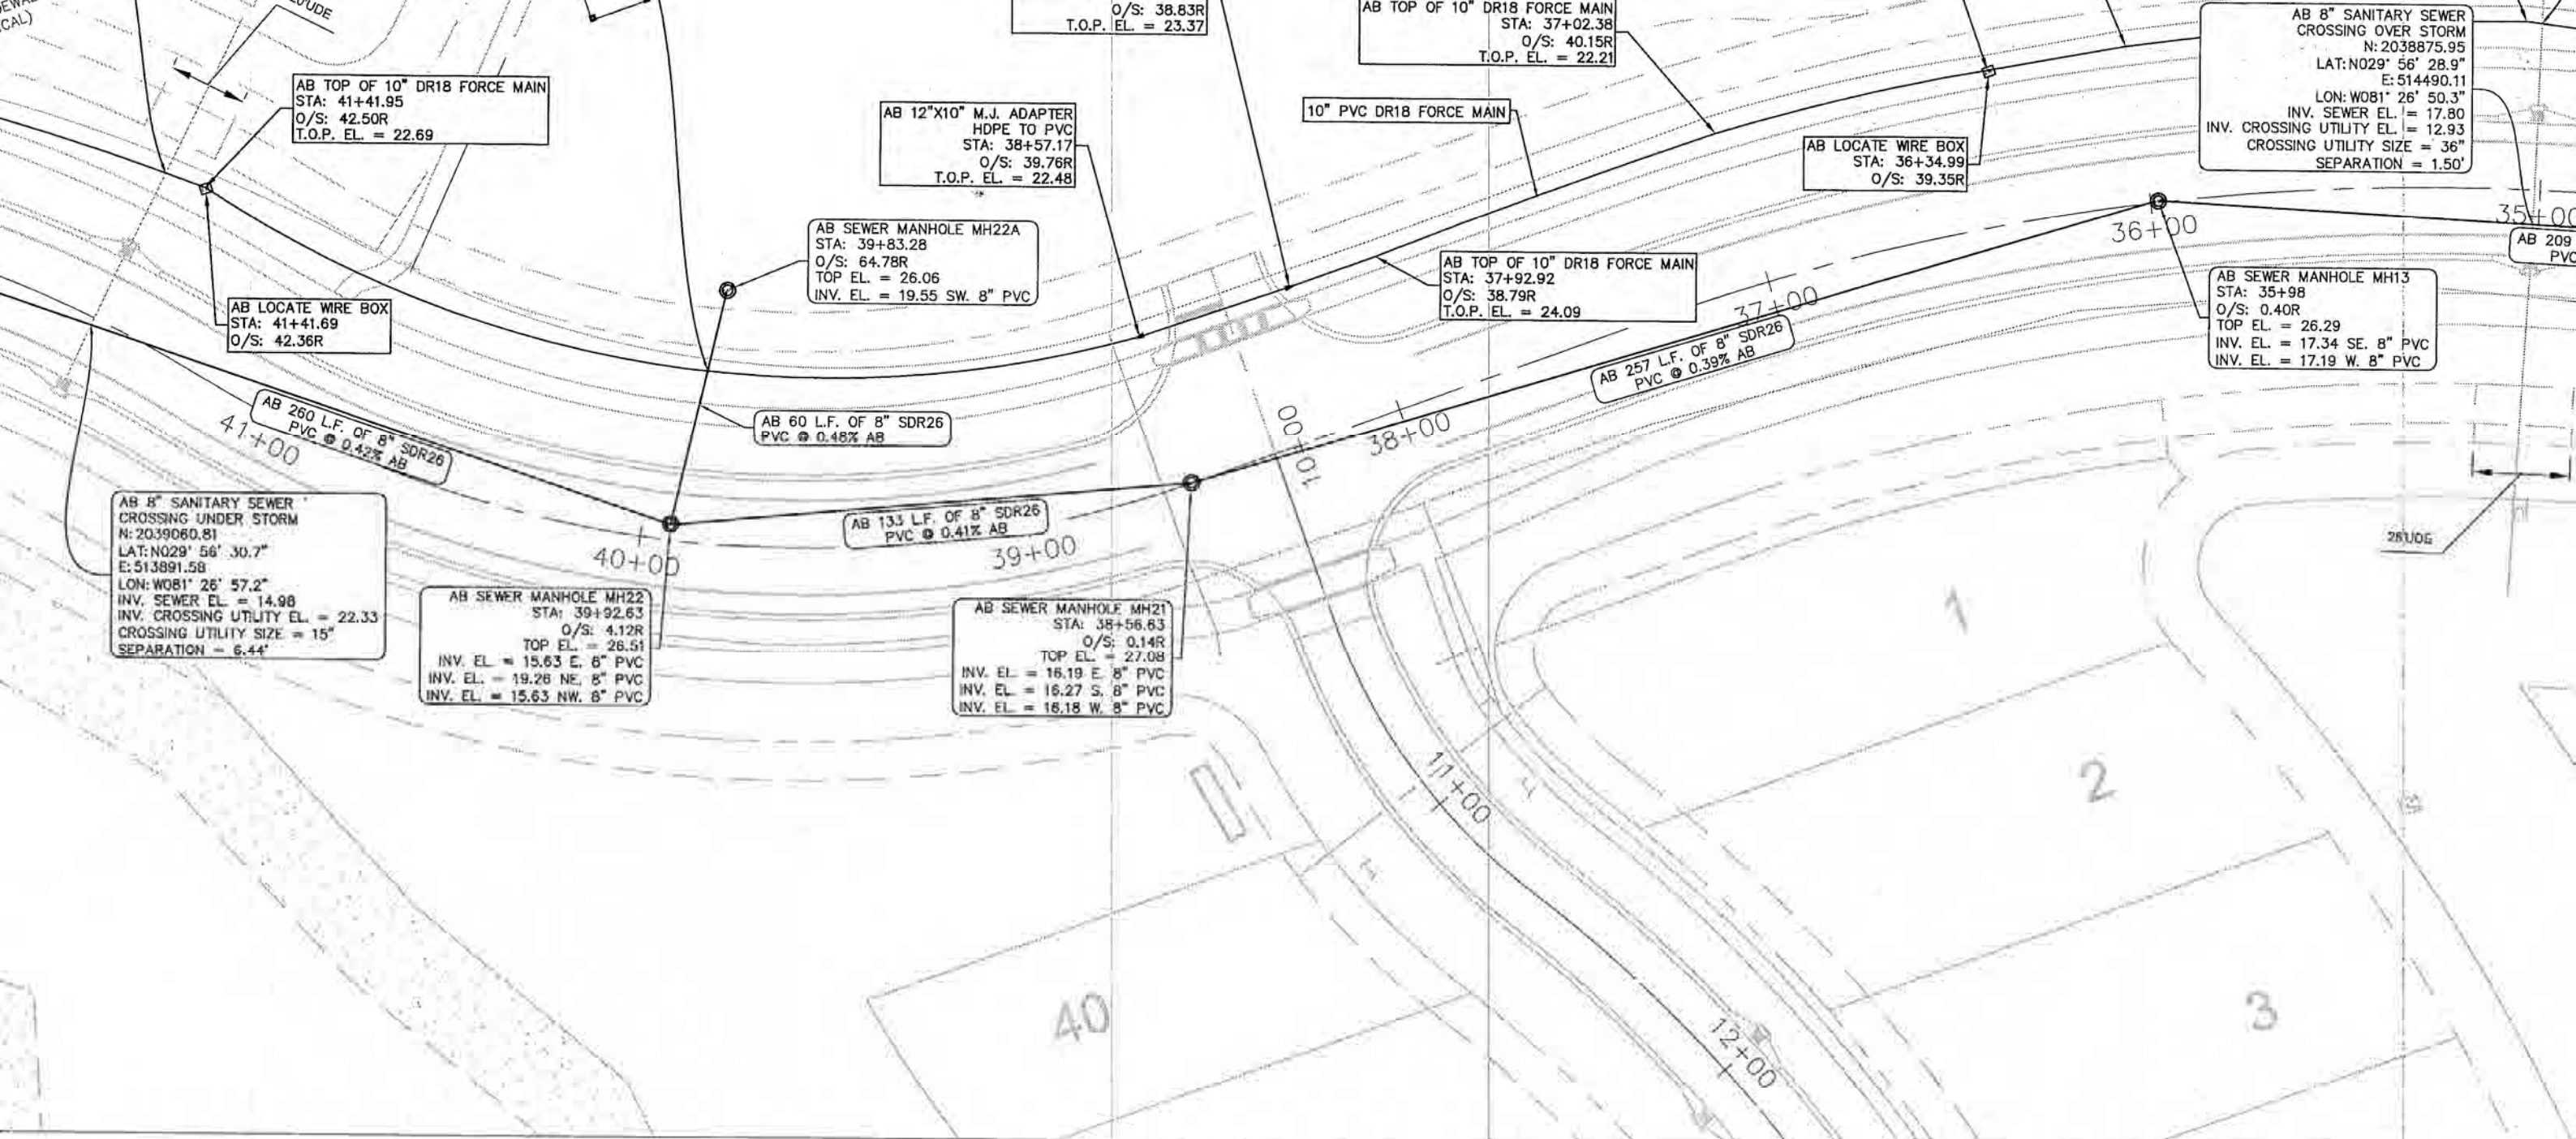 CAL)
20'UDE
O/S: 38.83R
T.O.P. EL. = 23.37
AB TOP OF 10" DR18 FORCE MAIN
STA: 37+02.38
O/S: 40.15R
T.O.P. EL. = 22.21
AB 8" SANITARY SEWER
CROSSING OVER STORM
N: 2038875.95
LAT: N029° 56' 28.9"
E: 514490.11
LON: W081° 26' 50.3"
INV. SEWER EL. = 17.80
INV. CROSSING UTILITY EL. = 12.93
CROSSING UTILITY SIZE = 36"
SEPARATION = 1.50'
AB TOP OF 10" DR18 FORCE MAIN
STA: 41+41.95
O/S: 42.50R
T.O.P. EL. = 22.69
AB 12"X10" M.J. ADAPTER
HDPE TO PVC
STA: 38+57.17
O/S: 39.76R
T.O.P. EL. = 22.48
10" PVC DR18 FORCE MAIN
AB LOCATE WIRE BOX
STA: 36+34.99
O/S: 39.35R
AB SEWER MANHOLE MH22A
STA: 39+83.28
O/S: 64.78R
TOP EL. = 26.06
INV. EL. = 19.55 SW. 8" PVC
35+00
36+00
AB 209
PVC
AB TOP OF 10" DR18 FORCE MAIN
STA: 37+92.92
O/S: 38.79R
T.O.P. EL. = 24.09
AB SEWER MANHOLE MH13
STA: 35+98
O/S: 0.40R
TOP EL. = 26.29
INV. EL. = 17.34 SE. 8" PVC
INV. EL. = 17.19 W. 8" PVC
AB LOCATE WIRE BOX
STA: 41+41.69
O/S: 42.36R
37+00
AB 257 L.F. OF 8" SDR26
PVC @ 0.39% AB
AB 260 L.F. OF 8" SDR26
PVC @ 0.42% AB
41+00
AB 60 L.F. OF 8" SDR26
PVC @ 0.48% AB
10+00
38+00
AB 8" SANITARY SEWER
CROSSING UNDER STORM
N: 2039060.81
LAT: N029° 56' 30.7"
E: 513891.58
LON: W081° 26' 57.2"
INV. SEWER EL. = 14.98
INV. CROSSING UTILITY EL. = 22.33
CROSSING UTILITY SIZE = 15"
SEPARATION = 6.44'
AB 133 L.F. OF 8" SDR26
PVC @ 0.41% AB
40+00
39+00
AB SEWER MANHOLE MH22
STA: 39+92.63
O/S: 4.12R
TOP EL. = 26.51
INV. EL. = 15.63 E. 8" PVC
INV. EL. = 19.26 NE. 8" PVC
INV. EL. = 15.63 NW. 8" PVC
AB SEWER MANHOLE MH21
STA: 38+56.63
O/S: 0.14R
TOP EL. = 27.08
INV. EL. = 16.19 E. 8" PVC
INV. EL. = 16.27 S. 8" PVC
INV. EL. = 16.18 W. 8" PVC
1
2
11+00
3
40
12+00